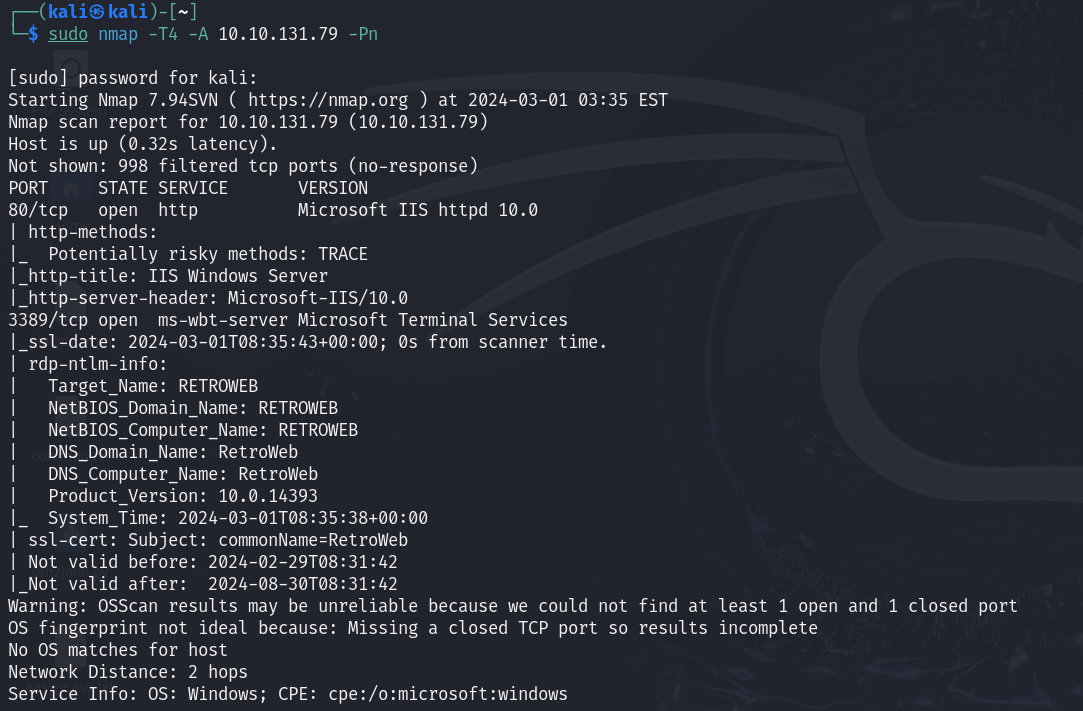 ┌──(kali㉿kali)-[~]
└─$ sudo nmap -T4 -A 10.10.131.79 -Pn
[sudo] password for kali:
Starting Nmap 7.94SVN ( https://nmap.org ) at 2024-03-01 03:35 EST
Nmap scan report for 10.10.131.79 (10.10.131.79)
Host is up (0.32s latency).
Not shown: 998 filtered tcp ports (no-response)
PORT     STATE SERVICE       VERSION
80/tcp   open  http          Microsoft IIS httpd 10.0
| http-methods:
|_  Potentially risky methods: TRACE
|_http-title: IIS Windows Server
|_http-server-header: Microsoft-IIS/10.0
3389/tcp open  ms-wbt-server Microsoft Terminal Services
|_ssl-date: 2024-03-01T08:35:43+00:00; 0s from scanner time.
| rdp-ntlm-info:
|   Target_Name: RETROWEB
|   NetBIOS_Domain_Name: RETROWEB
|   NetBIOS_Computer_Name: RETROWEB
|   DNS_Domain_Name: RetroWeb
|   DNS_Computer_Name: RetroWeb
|   Product_Version: 10.0.14393
|_  System_Time: 2024-03-01T08:35:38+00:00
| ssl-cert: Subject: commonName=RetroWeb
| Not valid before: 2024-02-29T08:31:42
|_Not valid after:  2024-08-30T08:31:42
Warning: OSScan results may be unreliable because we could not find at least 1 open and 1 closed port
OS fingerprint not ideal because: Missing a closed TCP port so results incomplete
No OS matches for host
Network Distance: 2 hops
Service Info: OS: Windows; CPE: cpe:/o:microsoft:windows